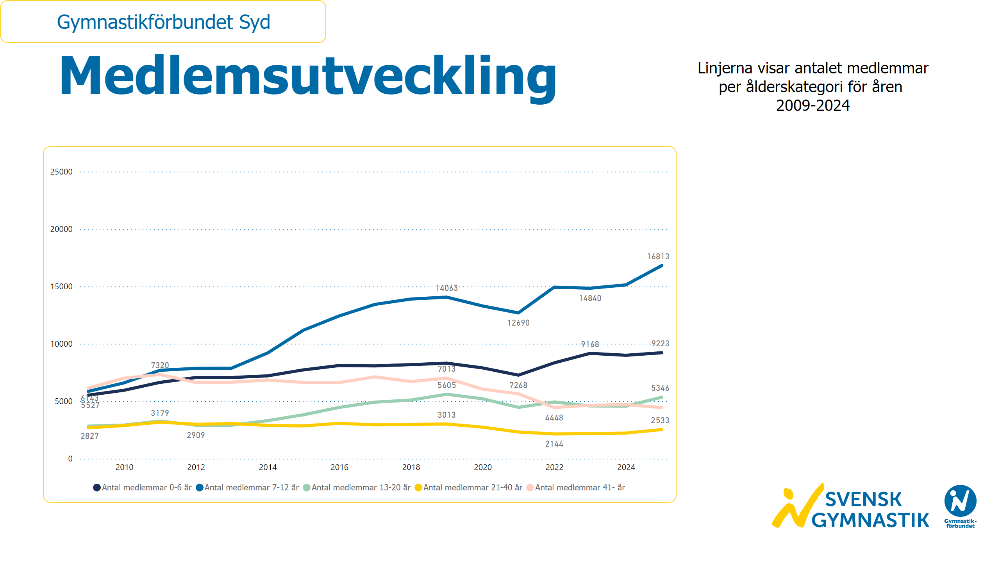 Gymnastikförbundet Syd
Medlemsutveckling
Linjerna visar antalet medlemmar
per ålderskategori för åren
2009-2024
25000
20000
15000
10000
5000
0
16813
14063
14840
12690
9168
9223
7320
7013
7268
5605
5346
6143
5527
3179
3013
4448
2533
2827
2909
2144
2010 2012 2014 2016 2018 2020 2022 2024
Antal medlemmar 0-6 år Antal medlemmar 7-12 år Antal medlemmar 13-20 år Antal medlemmar 21-40 år Antal medlemmar 41- år
SVENSK
GYMNASTIK
Gymnastik-
förbundet